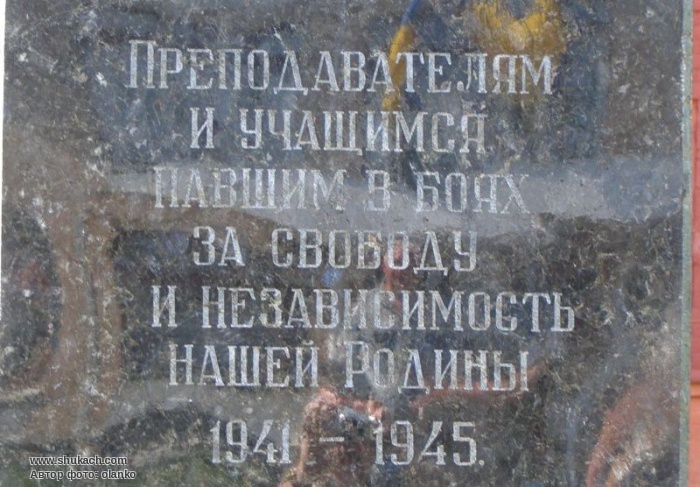 Преподавателям
и учащимся
павшим в боях
за свободу
и независимость
нашей Родины
1941 - 1945.
www.shukach.com
Автор фото: olanko